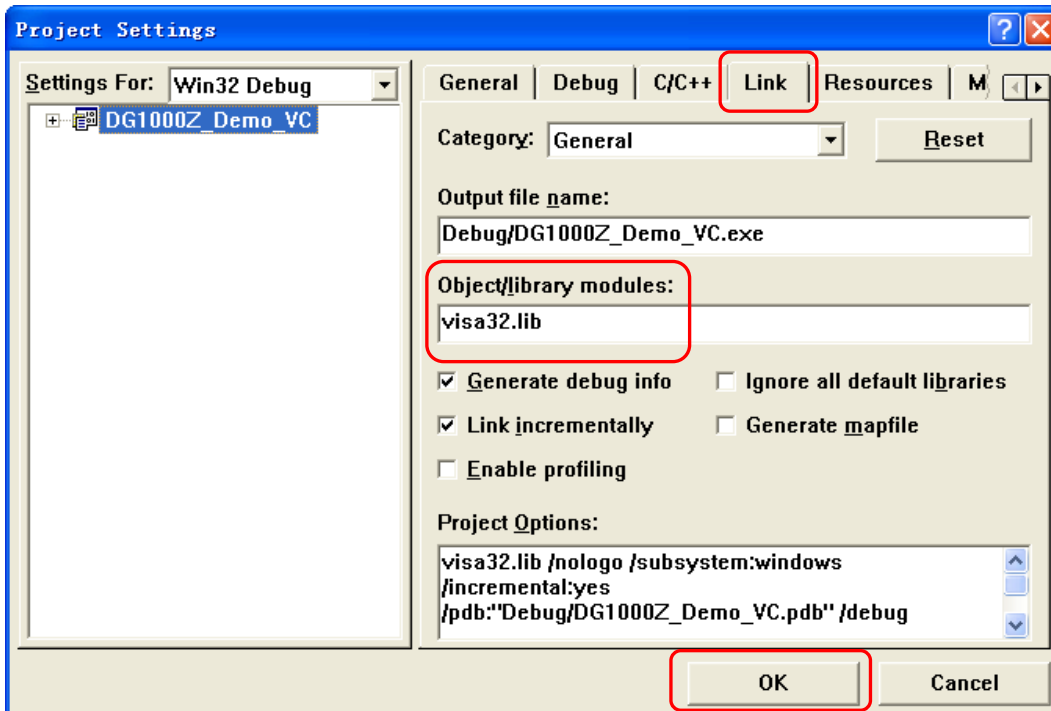 Project Settings
Settings For: Win32 Debug
DG1000Z_Demo_VC
General Debug C/C++ Link Resources M
Category: General Reset
Output file name:
Debug/DG1000Z_Demo_VC.exe
Object/library modules:
visa32.lib
Generate debug info Ignore all default libraries
Link incrementally Generate mapfile
Enable profiling
Project Options:
visa32.lib /nologo /subsystem:windows
/incremental:yes
/pdb:"Debug/DG1000Z_Demo_VC.pdb" /debug
OK Cancel